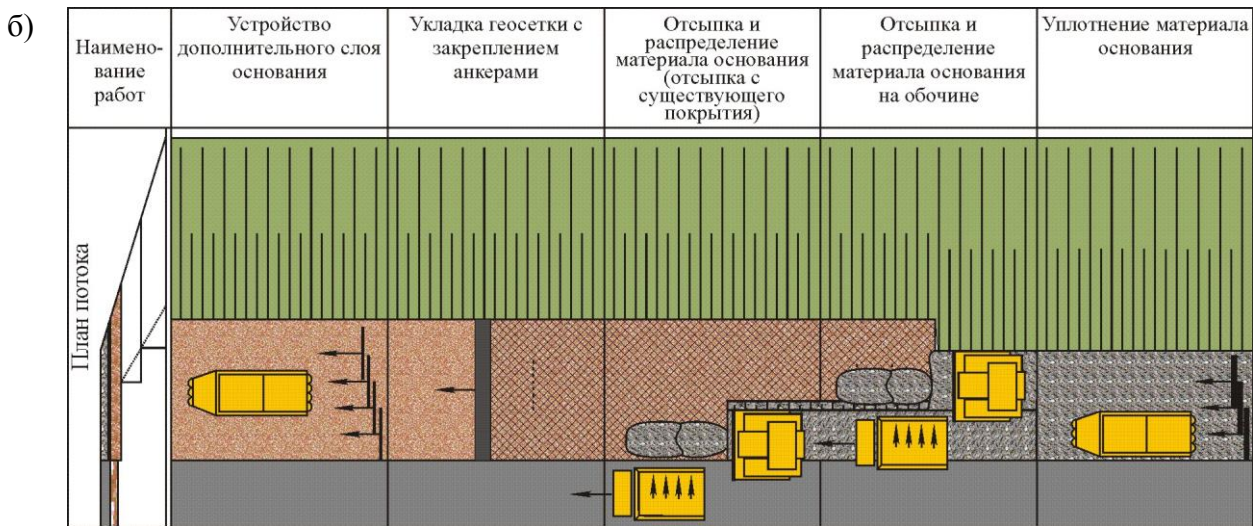 б)
Наимено-
вание
работ
Устройство
дополнительного слоя
основания
Укладка геосетки с
закреплением
анкерами
Отсыпка и
распределение
материала основания
(отсыпка с
существующего
покрытия)
Отсыпка и
распределение
материала основания
на обочине
Уплотнение материала
основания
План потока